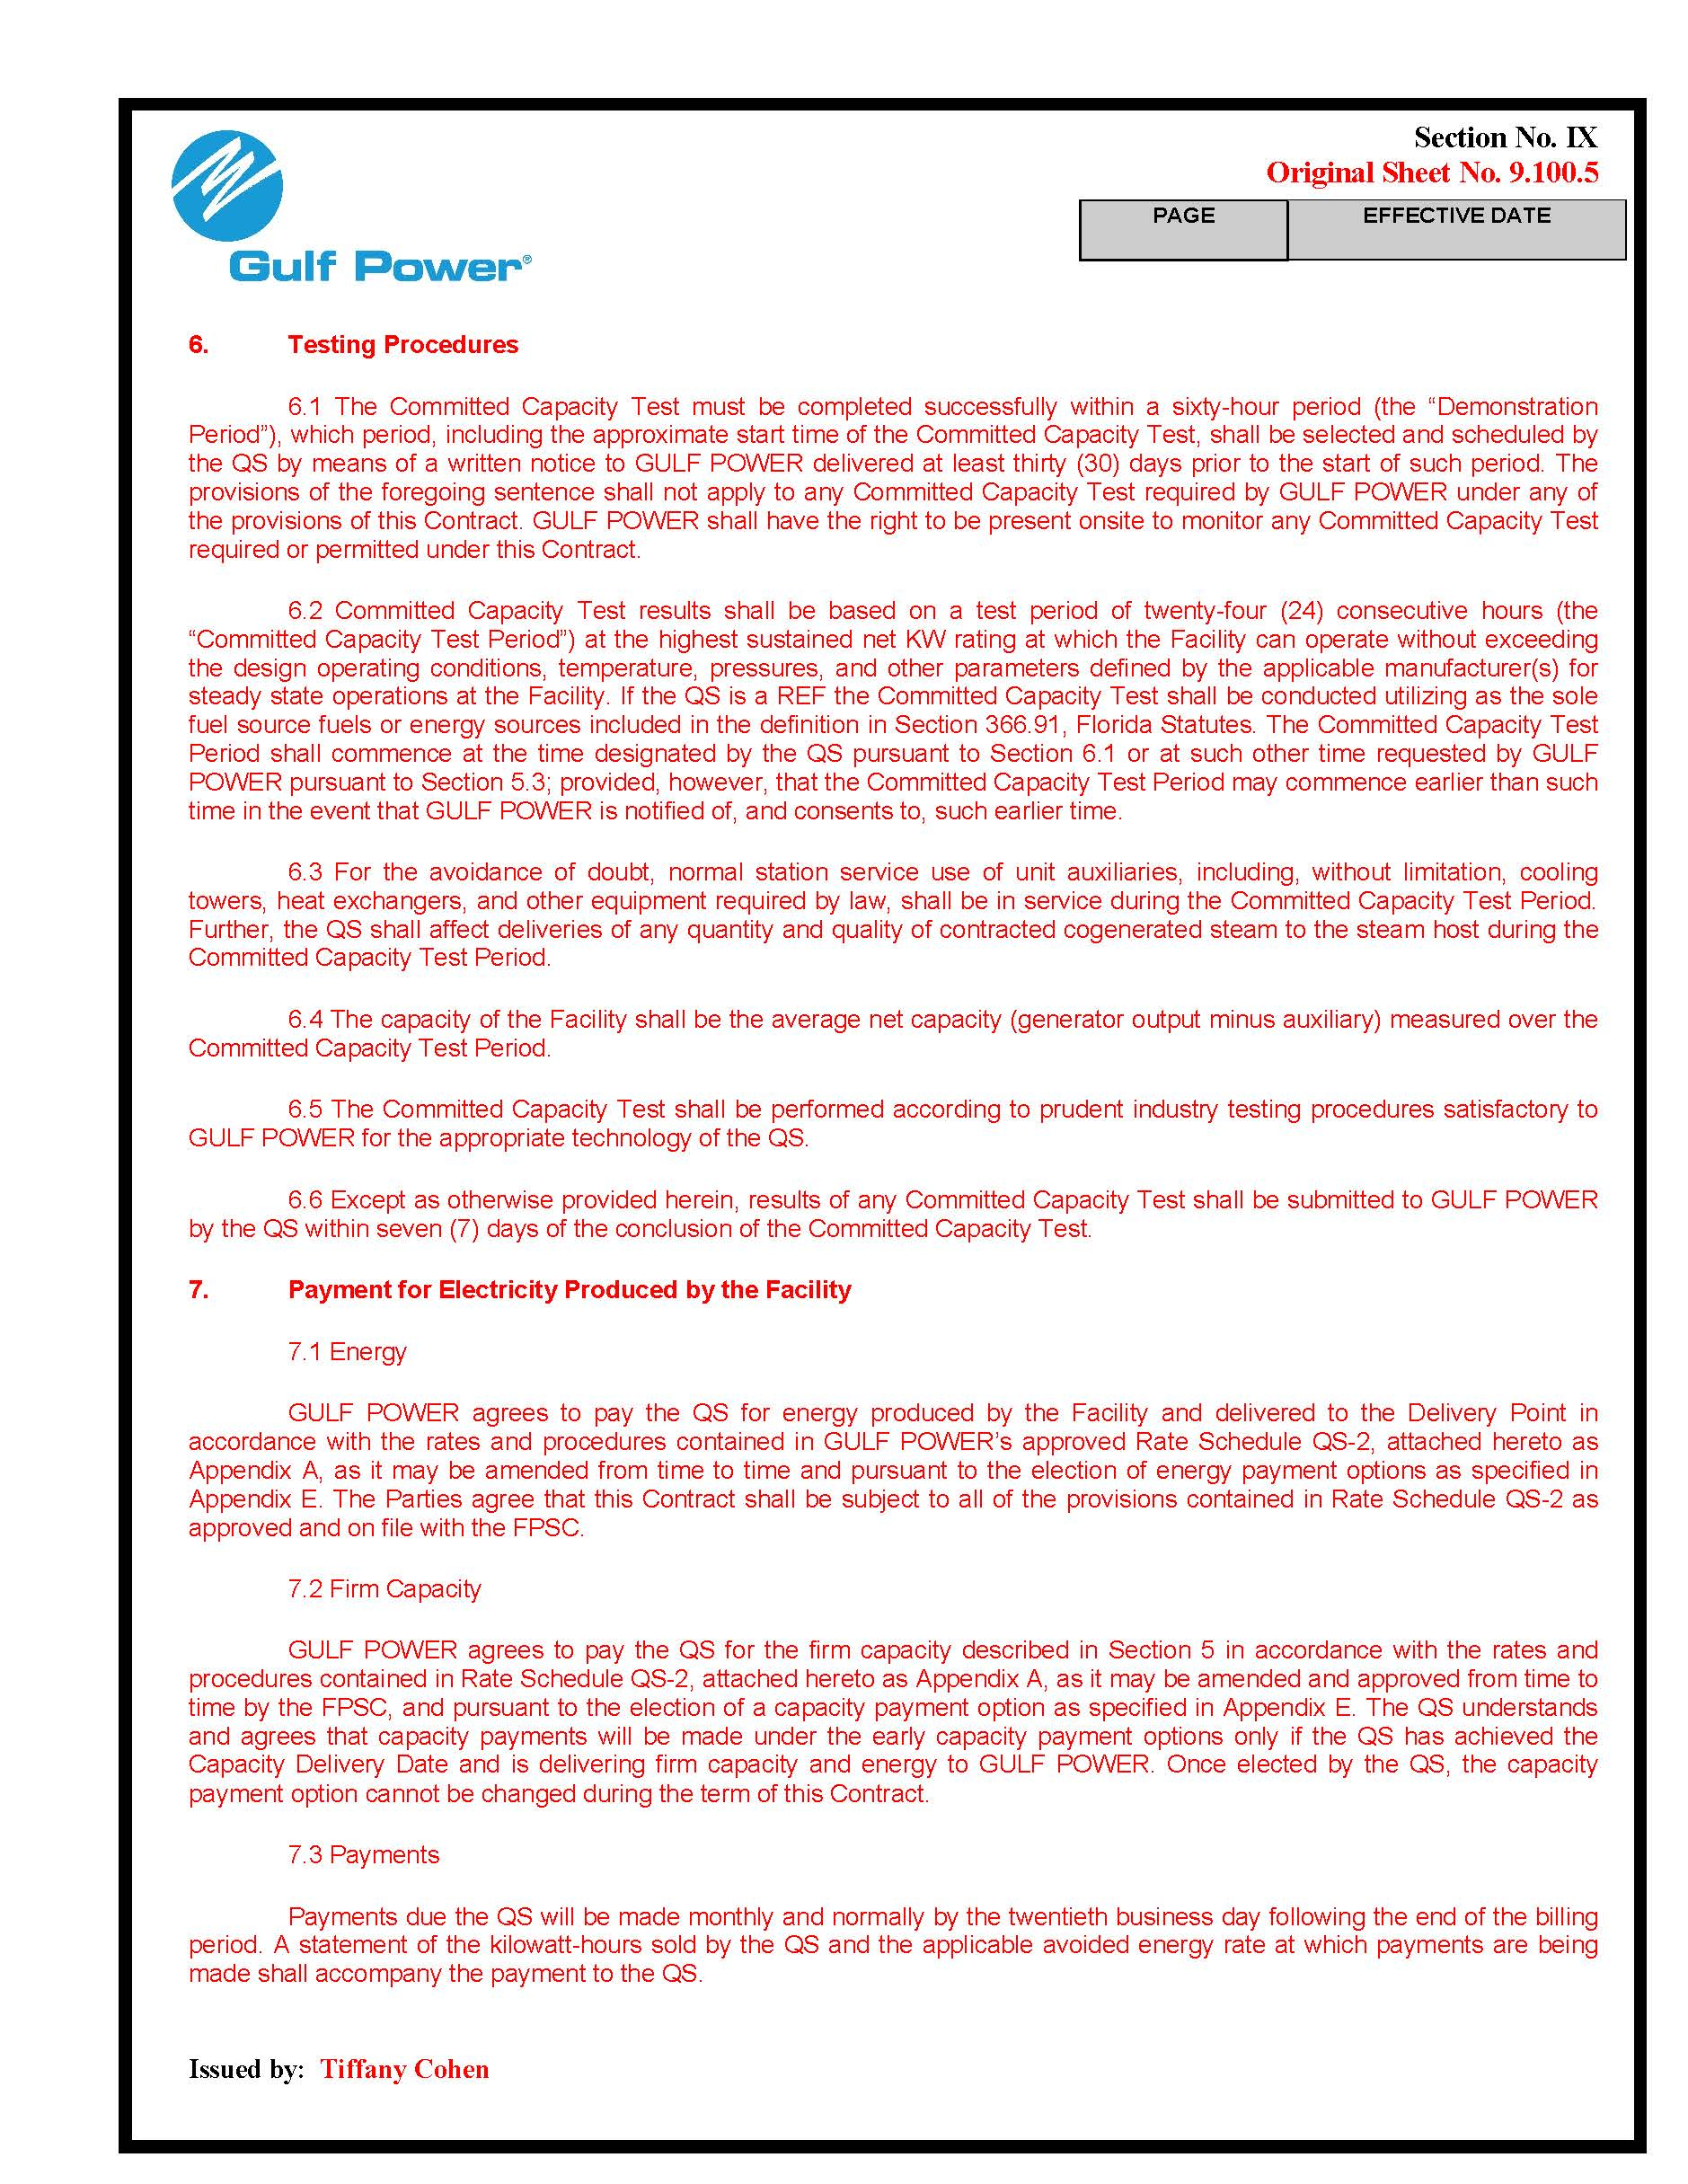 Section No. IX
Original Sheet No. 9.100.5
PAGE
EFFECTIVE DATE
Gulf Power®
6. Testing Procedures
6.1 The Committed Capacity Test must be completed successfully within a sixty-hour period (the “Demonstration
Period”), which period, including the approximate start time of the Committed Capacity Test, shall be selected and scheduled by
the QS by means of a written notice to GULF POWER delivered at least thirty (30) days prior to the start of such period. The
provisions of the foregoing sentence shall not apply to any Committed Capacity Test required by GULF POWER under any of
the provisions of this Contract. GULF POWER shall have the right to be present onsite to monitor any Committed Capacity Test
required or permitted under this Contract.
6.2 Committed Capacity Test results shall be based on a test period of twenty-four (24) consecutive hours (the
“Committed Capacity Test Period”) at the highest sustained net KW rating at which the Facility can operate without exceeding
the design operating conditions, temperature, pressures, and other parameters defined by the applicable manufacturer(s) for
steady state operations at the Facility. If the QS is a REF the Committed Capacity Test shall be conducted utilizing as the sole
fuel source fuels or energy sources included in the definition in Section 366.91, Florida Statutes. The Committed Capacity Test
Period shall commence at the time designated by the QS pursuant to Section 6.1 or at such other time requested by GULF
POWER pursuant to Section 5.3; provided, however, that the Committed Capacity Test Period may commence earlier than such
time in the event that GULF POWER is notified of, and consents to, such earlier time.
6.3 For the avoidance of doubt, normal station service use of unit auxiliaries, including, without limitation, cooling
towers, heat exchangers, and other equipment required by law, shall be in service during the Committed Capacity Test Period.
Further, the QS shall affect deliveries of any quantity and quality of contracted cogenerated steam to the steam host during the
Committed Capacity Test Period.
6.4 The capacity of the Facility shall be the average net capacity (generator output minus auxiliary) measured over the
Committed Capacity Test Period.
6.5 The Committed Capacity Test shall be performed according to prudent industry testing procedures satisfactory to
GULF POWER for the appropriate technology of the QS.
6.6 Except as otherwise provided herein, results of any Committed Capacity Test shall be submitted to GULF POWER
by the QS within seven (7) days of the conclusion of the Committed Capacity Test.
7. Payment for Electricity Produced by the Facility
7.1 Energy
GULF POWER agrees to pay the QS for energy produced by the Facility and delivered to the Delivery Point in
accordance with the rates and procedures contained in GULF POWER’s approved Rate Schedule QS-2, attached hereto as
Appendix A, as it may be amended from time to time and pursuant to the election of energy payment options as specified in
Appendix E. The Parties agree that this Contract shall be subject to all of the provisions contained in Rate Schedule QS-2 as
approved and on file with the FPSC.
7.2 Firm Capacity
GULF POWER agrees to pay the QS for the firm capacity described in Section 5 in accordance with the rates and
procedures contained in Rate Schedule QS-2, attached hereto as Appendix A, as it may be amended and approved from time to
time by the FPSC, and pursuant to the election of a capacity payment option as specified in Appendix E. The QS understands
and agrees that capacity payments will be made under the early capacity payment options only if the QS has achieved the
Capacity Delivery Date and is delivering firm capacity and energy to GULF POWER. Once elected by the QS, the capacity
payment option cannot be changed during the term of this Contract.
7.3 Payments
Payments due the QS will be made monthly and normally by the twentieth business day following the end of the billing
period. A statement of the kilowatt-hours sold by the QS and the applicable avoided energy rate at which payments are being
made shall accompany the payment to the QS.
Issued by: Tiffany Cohen